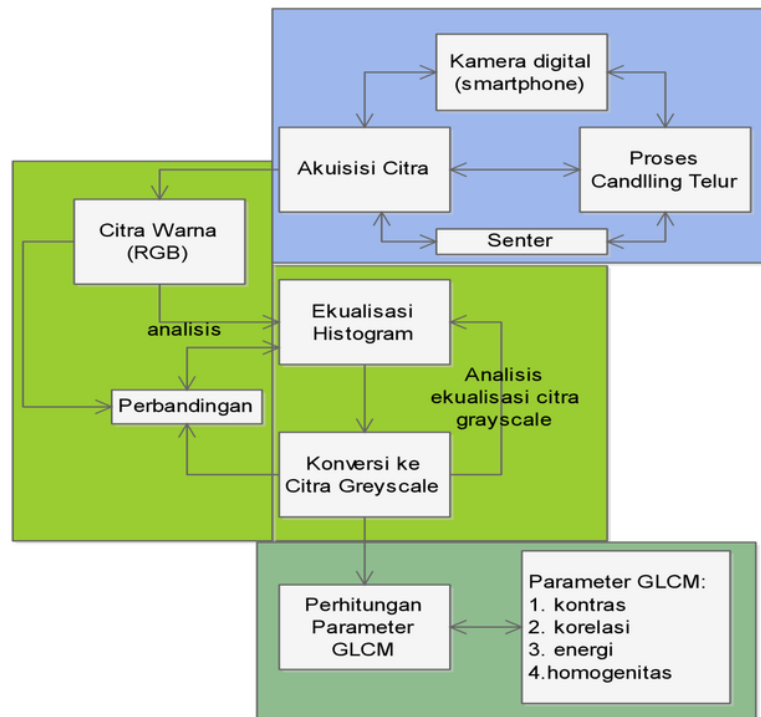 Kamera digital
(smartphone)
Akuisisi Citra
Proses
Candlling Telur
Senter
Citra Warna
(RGB)
analisis
Ekualisasi
Histogram
Perbandingan
Analisis
ekualisasi citra
grayscale
Konversi ke
Citra Greyscale
Perhitungan
Parameter
GLCM
Parameter GLCM:
1. kontras
2. korelasi
3. energi
4.homogenitas